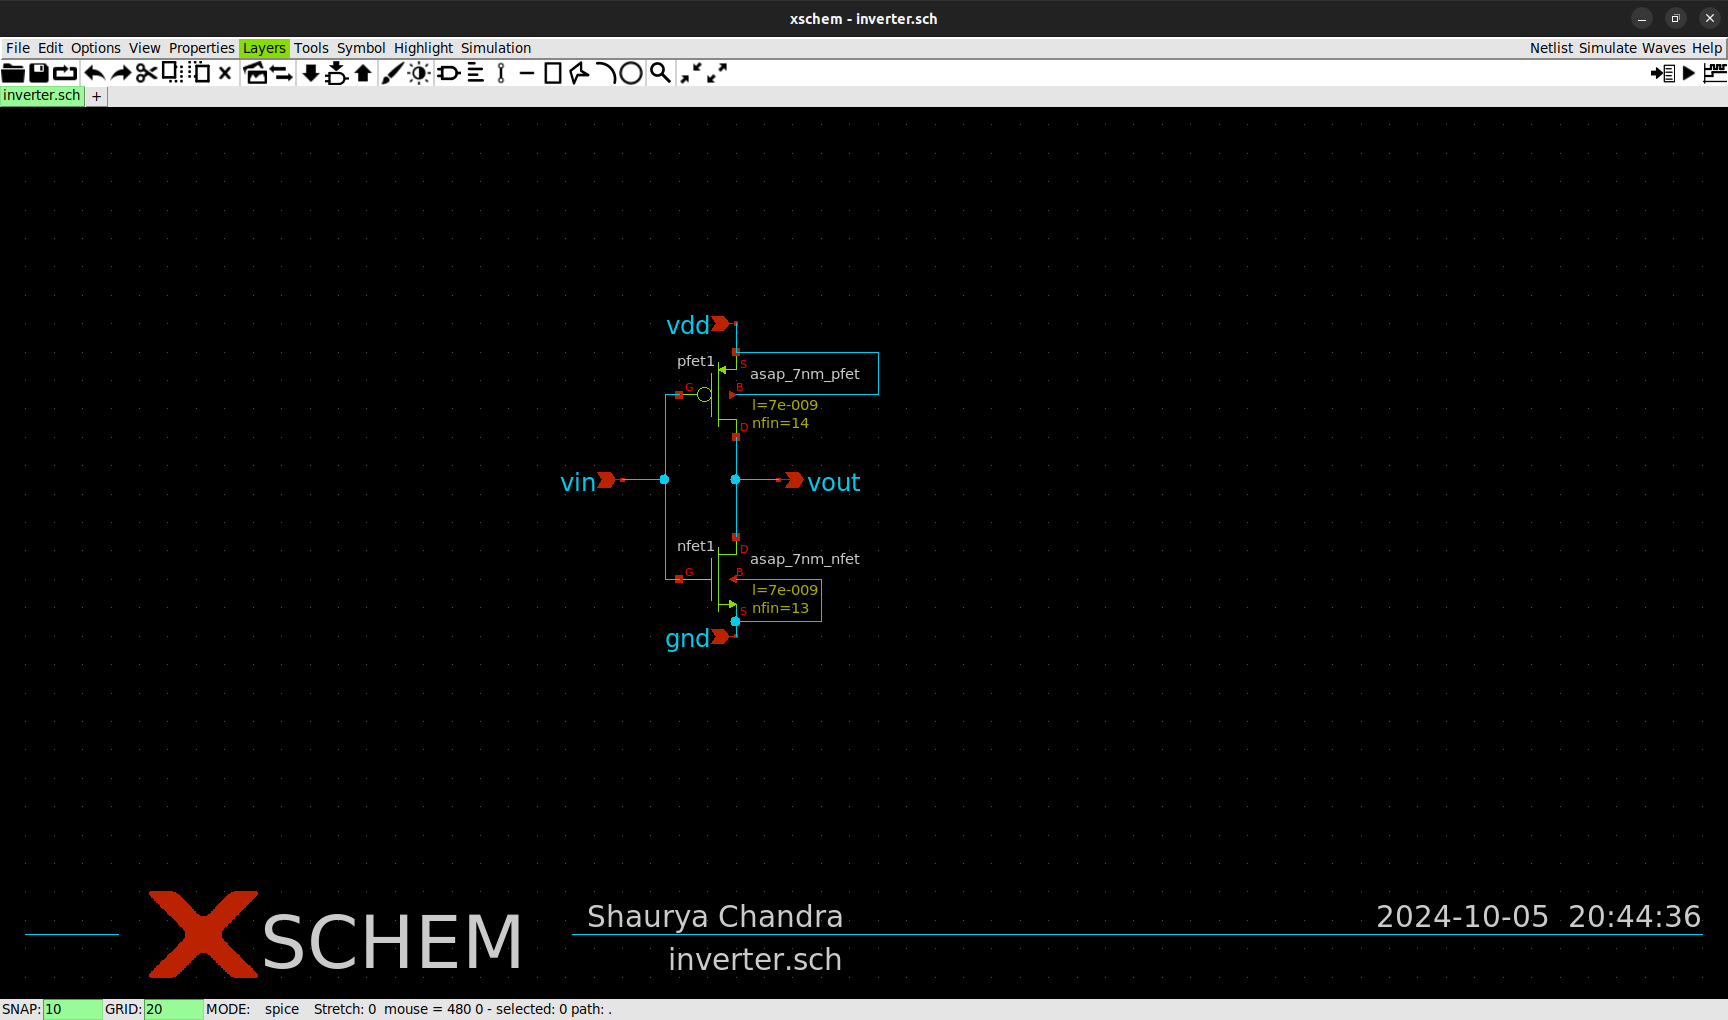 xschem - inverter.sch
File Edit Options View Properties Layers Tools Symbol Highlight Simulation Netlist Simulate Waves Help
inverter.sch +
vdd
pfet1
S
asap_7nm_pfet
G
B
l=7e-009
nfin=14
D
vin
vout
nfet1
D
asap_7nm_nfet
G
B
l=7e-009
nfin=13
S
gnd
XSCHEM
Shaurya Chandra
2024-10-05 20:44:36
inverter.sch
SNAP: 10 GRID: 20 MODE: spice Stretch: 0 mouse = 480 0 - selected: 0 path: .